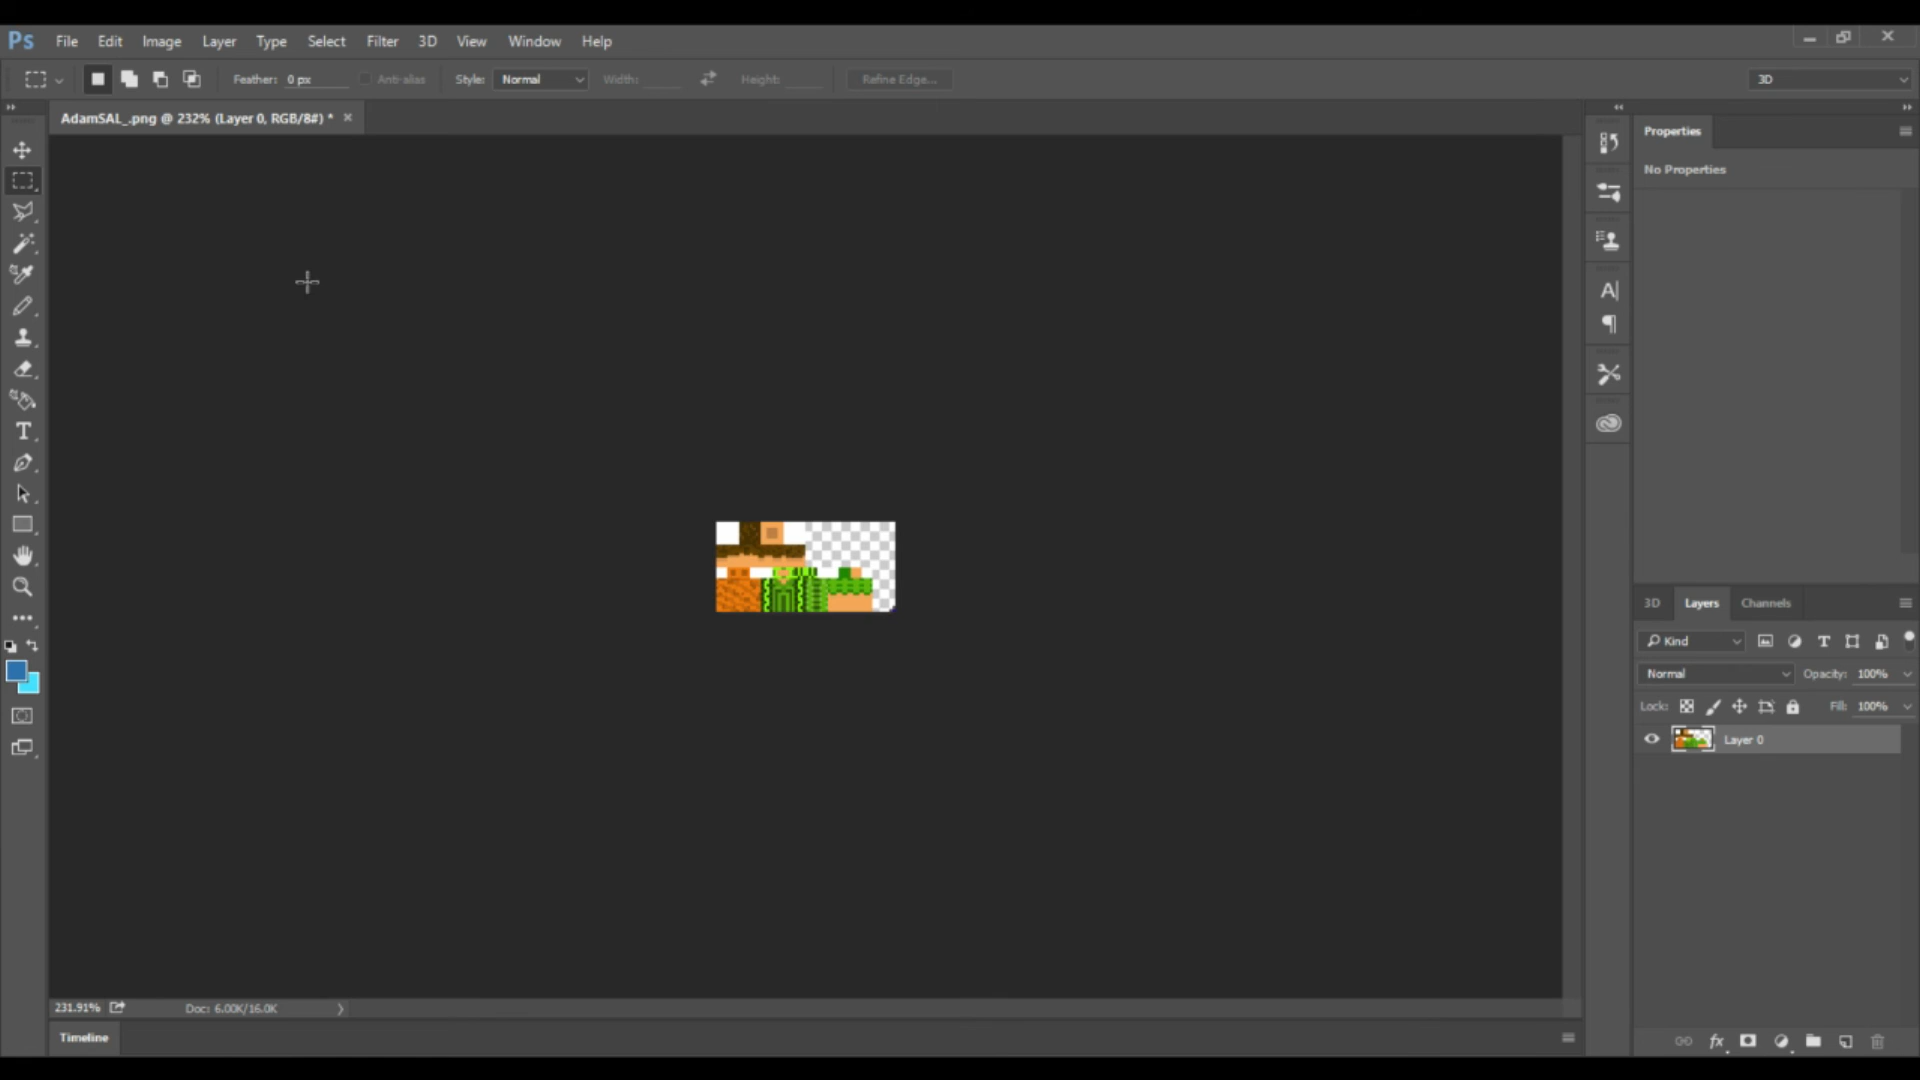 Ps File Edit Image Layer Type Select Filter 3D View Window Help
Feather: 0 px Anti-alias Style: Normal Width: Height: Refine Edge... 3D
AdamSAL_.png @ 232% (Layer 0, RGB/8#) * ×
Properties
No Properties
3D Layers Channels
Kind
Normal Opacity: 100%
Lock: Fill: 100%
Layer 0
231.91% Doc: 6.00K/16.0K
Timeline